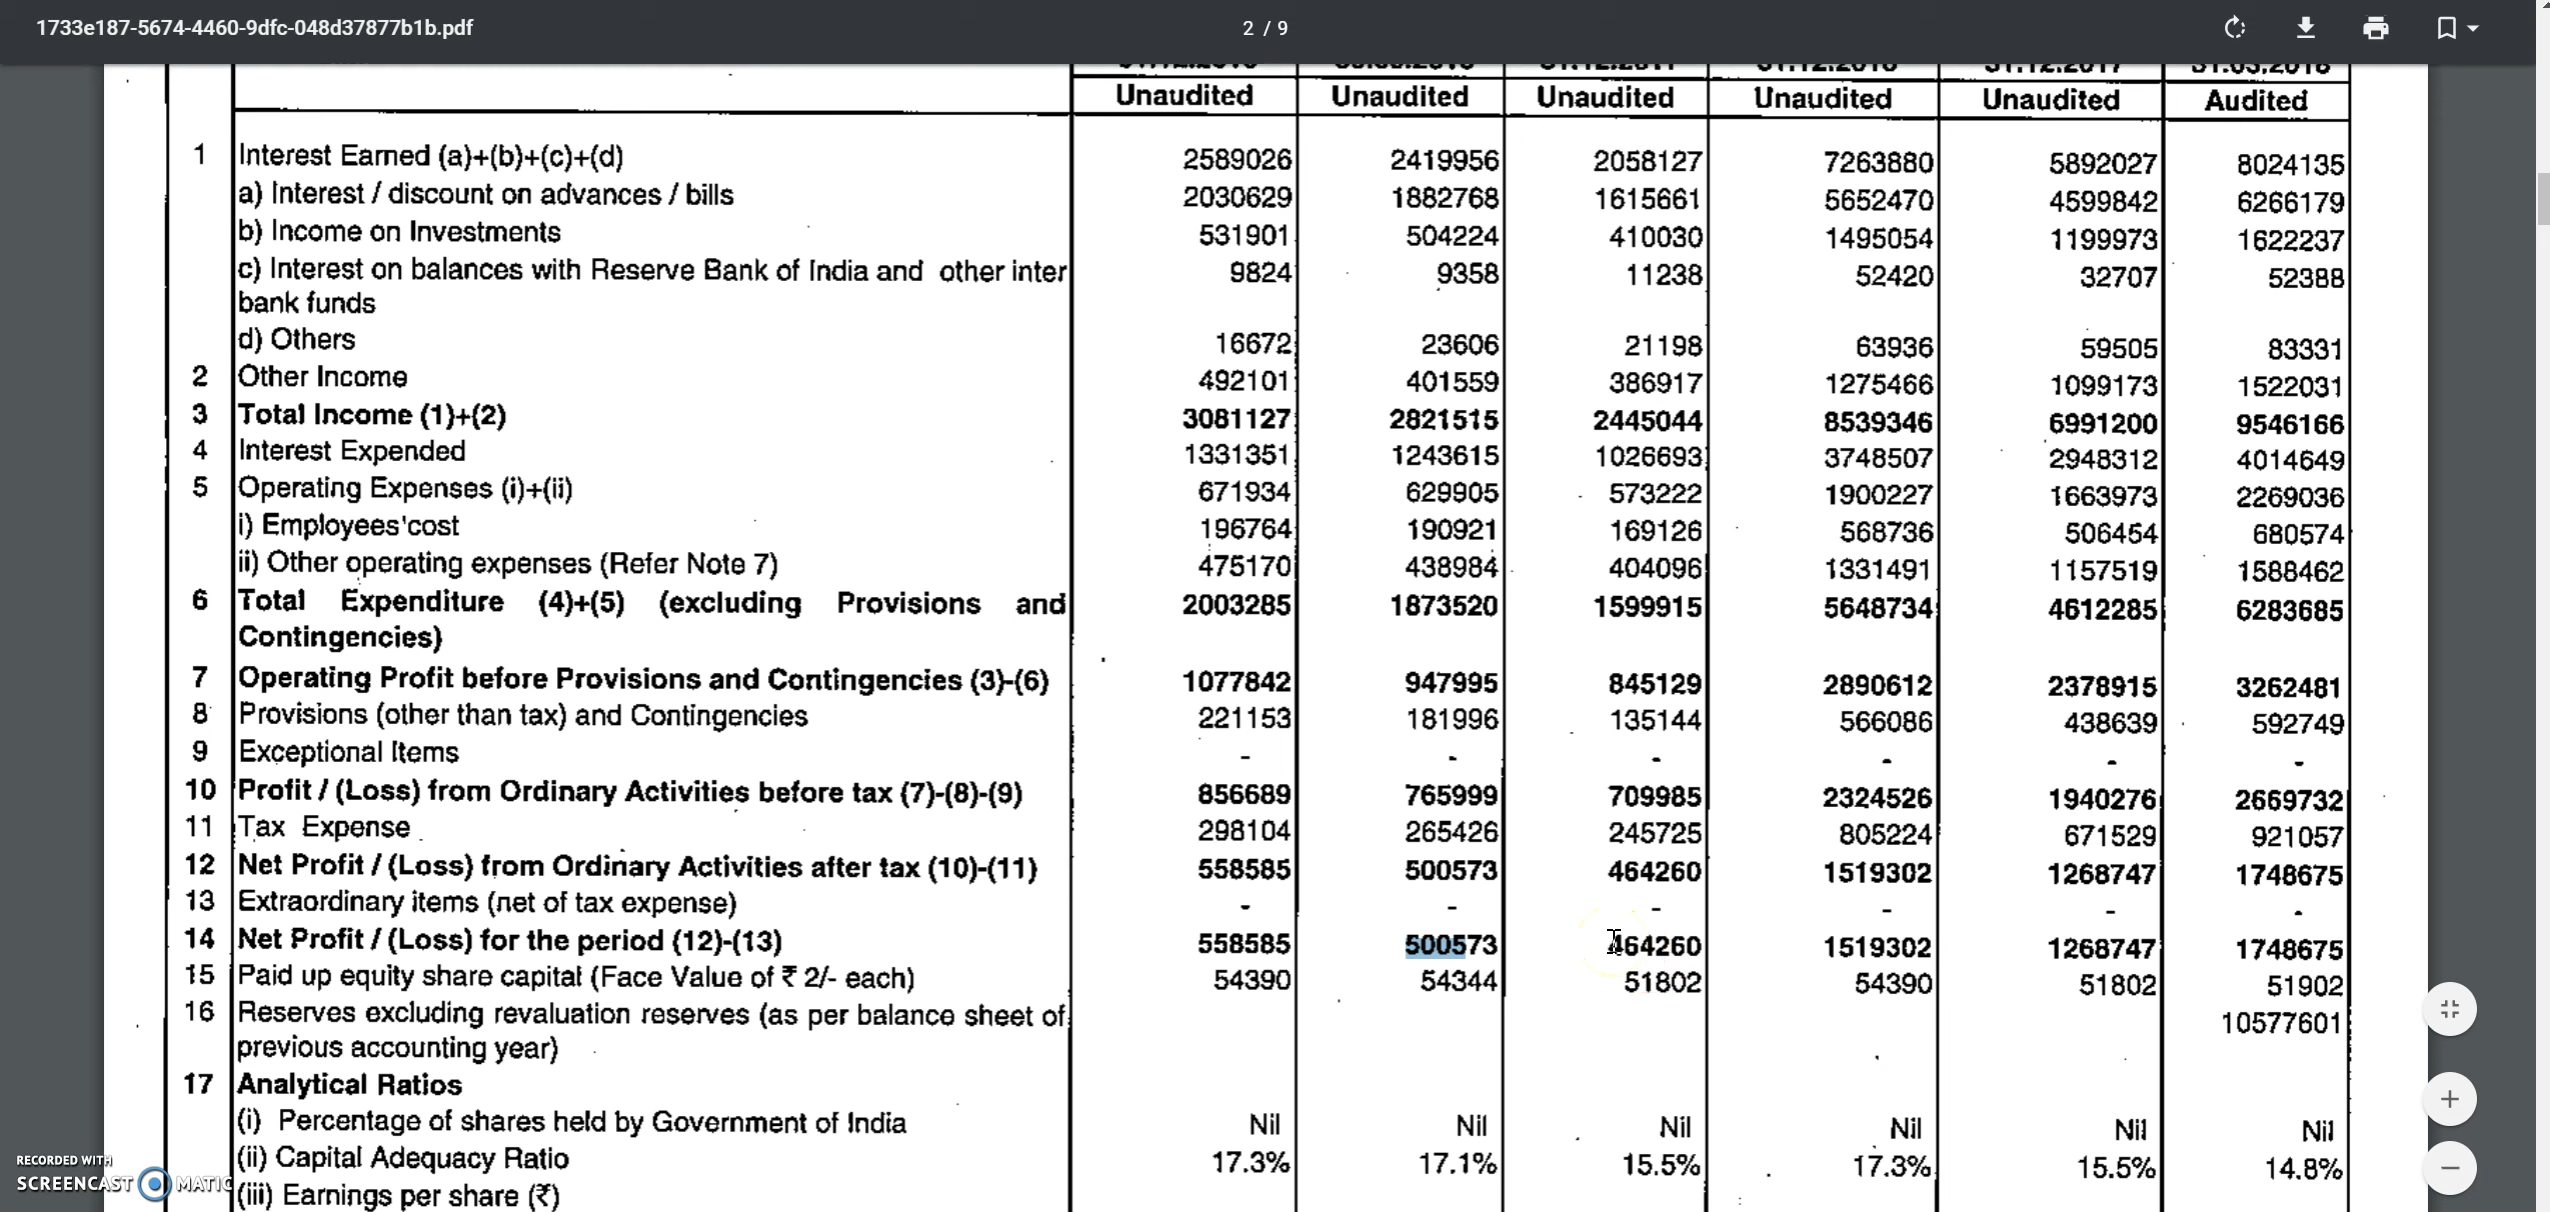 1733e187-5674-4460-9dfc-048d37877b1b.pdf 2 / 9
Unaudited Unaudited Unaudited Unaudited Unaudited Audited
1 Interest Earned (a)+(b)+(c)+(d) 2589026 2419956 2058127 7263880 5892027 8024135
a) Interest / discount on advances / bills 2030629 1882768 1615661 5652470 4599842 6266179
b) Income on Investments 531901 504224 410030 1495054 1199973 1622237
c) Interest on balances with Reserve Bank of India and other inter 9824 9358 11238 52420 32707 52388
bank funds
d) Others 16672 23606 21198 63936 59505 83331
2 Other Income 492101 401559 386917 1275466 1099173 1522031
3 Total Income (1)+(2) 3081127 2821515 2445044 8539346 6991200 9546166
4 Interest Expended 1331351 1243615 1026693 3748507 2948312 4014649
5 Operating Expenses (i)+(ii) 671934 629905 573222 1900227 1663973 2269036
i) Employees'cost 196764 190921 169126 568736 506454 680574
ii) Other operating expenses (Refer Note 7) 475170 438984 404096 1331491 1157519 1588462
6 Total Expenditure (4)+(5) (excluding Provisions and 2003285 1873520 1599915 5648734 4612285 6283685
Contingencies)
7 Operating Profit before Provisions and Contingencies (3)-(6) 1077842 947995 845129 2890612 2378915 3262481
8 Provisions (other than tax) and Contingencies 221153 181996 135144 566086 438639 592749
9 Exceptional Items - - - - - -
10 Profit / (Loss) from Ordinary Activities before tax (7)-(8)-(9) 856689 765999 709985 2324526 1940276 2669732
11 Tax Expense 298104 265426 245725 805224 671529 921057
12 Net Profit / (Loss) from Ordinary Activities after tax (10)-(11) 558585 500573 464260 1519302 1268747 1748675
13 Extraordinary items (net of tax expense) - - - - - -
14 Net Profit / (Loss) for the period (12)-(13) 558585 500573 464260 1519302 1268747 1748675
15 Paid up equity share capital (Face Value of ₹ 2/- each) 54390 54344 51802 54390 51802 51902
16 Reserves excluding revaluation reserves (as per balance sheet of 10577601
previous accounting year)
17 Analytical Ratios
(i) Percentage of shares held by Government of India Nil Nil Nil Nil Nil Nil
(ii) Capital Adequacy Ratio 17.3% 17.1% 15.5% 17.3% 15.5% 14.8%
(iii) Earnings per share (₹)
RECORDED WITH
SCREENCAST MATIC